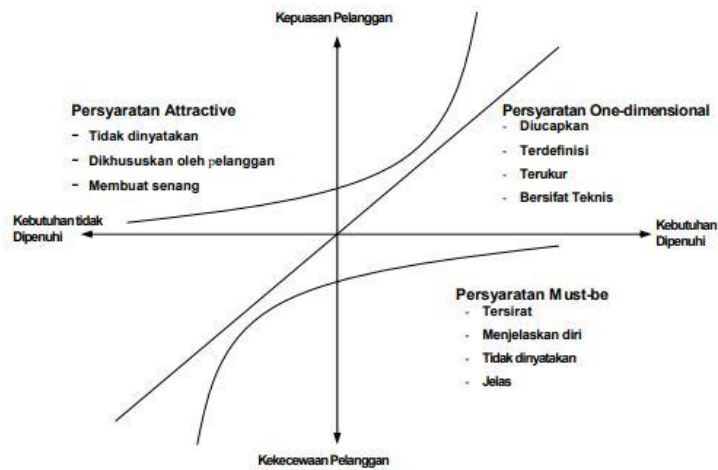 Kepuasan Pelanggan
Persyaratan Attractive
- Tidak dinyatakan
- Dikhususkan oleh pelanggan
- Membuat senang
Persyaratan One-dimensional
- Diucapkan
- Terdefinisi
- Terukur
- Bersifat Teknis
Kebutuhan tidak
Dipenuhi
Kebutuhan
Dipenuhi
Persyaratan Must-be
- Tersirat
- Menjelaskan diri
- Tidak dinyatakan
- Jelas
Kekecewaan Pelanggan